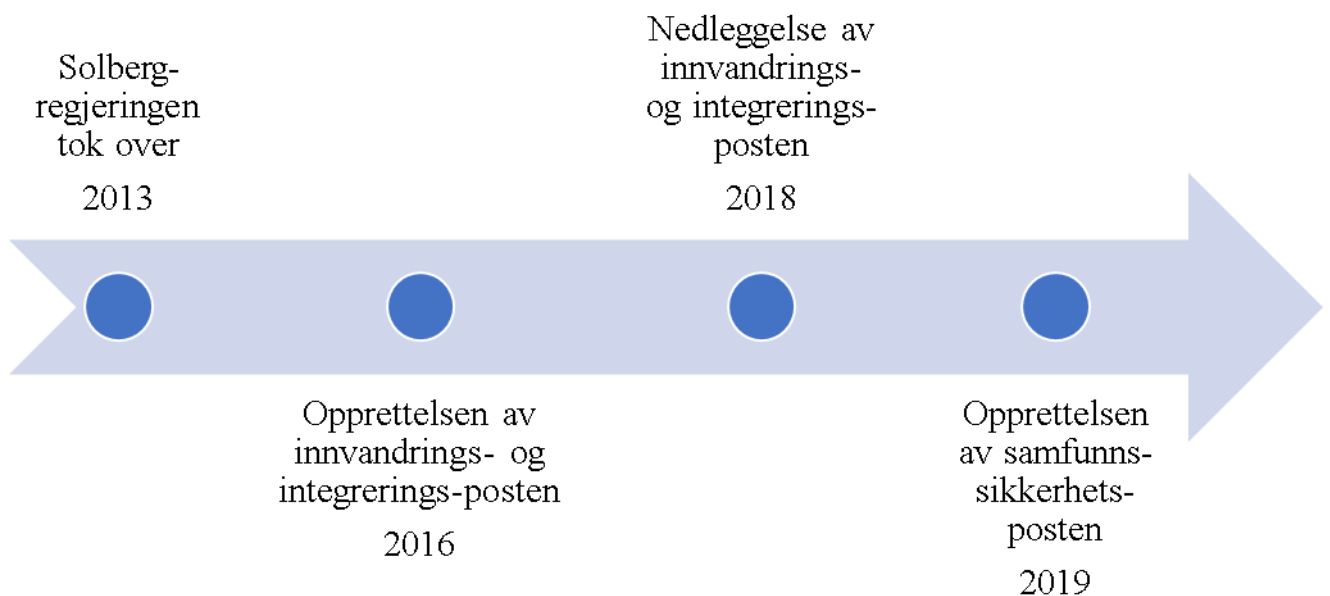 Solberg-
regjeringen
tok over
2013
Opprettelsen av
innvandrings- og
integrerings-posten
2016
Nedleggelse av
innvandrings-
og integrerings-
posten
2018
Opprettelsen
av samfunns-
sikkerhets-
posten
2019